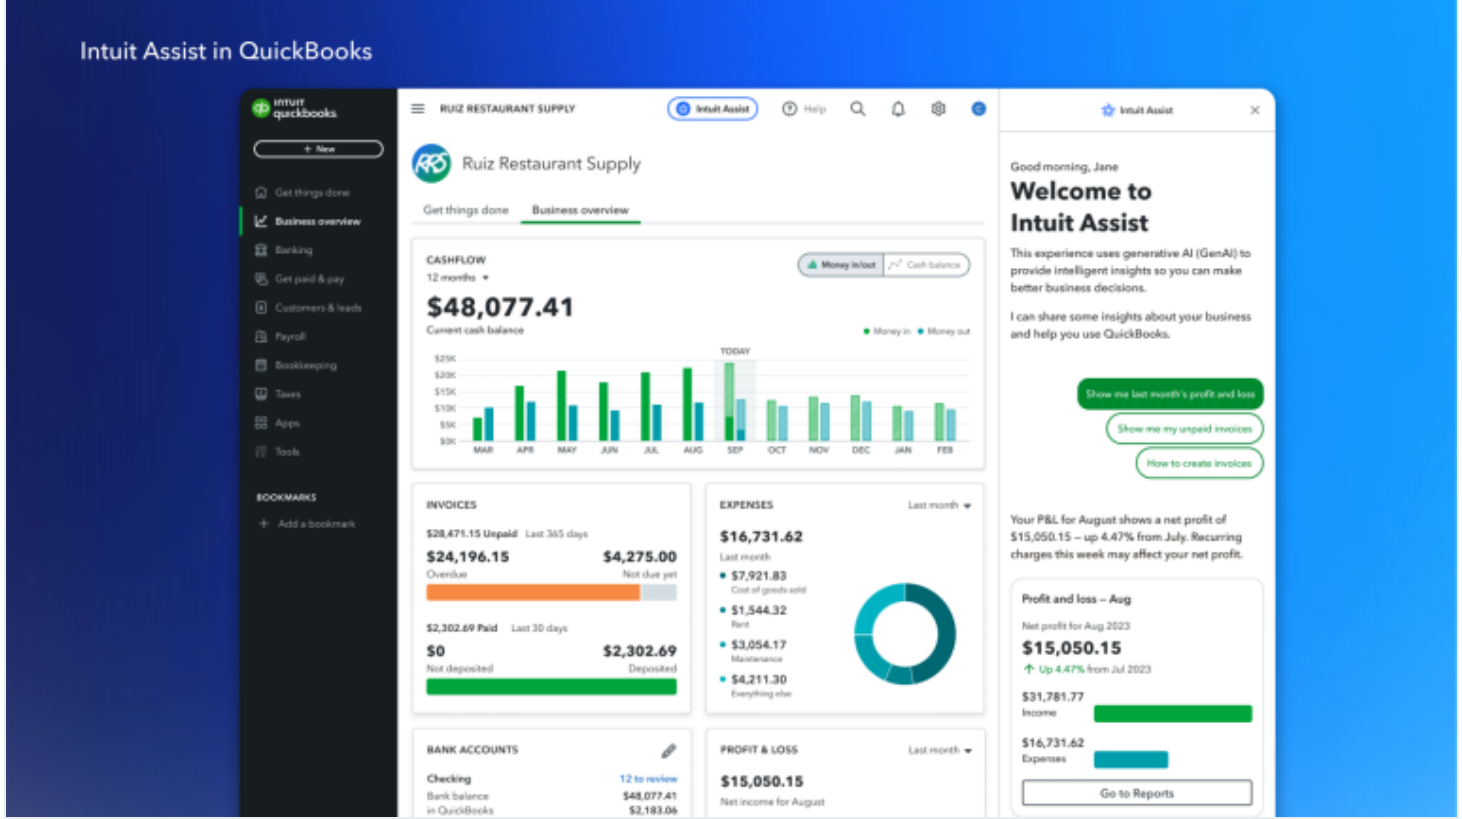 Intuit Assist in QuickBooks
INTUIT
quickbooks.
+ New
Get things done
Business overview
Banking
Get paid & pay
Customers & leads
Payroll
Bookkeeping
Taxes
Apps
Tools
BOOKMARKS
+ Add a bookmark
RUIZ RESTAURANT SUPPLY
Intuit Assist
Help
RRS
Ruiz Restaurant Supply
Get things done
Business overview
CASHFLOW
12 months
Money in/out
Cash balance
$48,077.41
Current cash balance
Money in
Money out
TODAY
$25K
$20K
$15K
$10K
$5K
$0K
MAR APR MAY JUN JUL AUG SEP OCT NOV DEC JAN FEB
INVOICES
$28,471.15 Unpaid Last 365 days
$24,196.15 $4,275.00
Overdue Not due yet
$2,302.69 Paid Last 30 days
$0 $2,302.69
Not deposited Deposited
EXPENSES
Last month
$16,731.62
Last month
$7,921.83
Cost of goods sold
$1,544.32
Rent
$3,054.17
Maintenance
$4,211.30
Everything else
BANK ACCOUNTS
Checking 12 to review
Bank balance $48,077.41
in QuickBooks $2,183.06
PROFIT & LOSS
Last month
$15,050.15
Net income for August
Intuit Assist
Good morning, Jane
Welcome to
Intuit Assist
This experience uses generative AI (GenAI) to
provide intelligent insights so you can make
better business decisions.
I can share some insights about your business
and help you use QuickBooks.
Show me last month's profit and loss
Show me my unpaid invoices
How to create invoices
Your P&L for August shows a net profit of
$15,050.15 – up 4.47% from July. Recurring
charges this week may affect your net profit.
Profit and loss – Aug
Net profit for Aug 2023
$15,050.15
Up 4.47% from Jul 2023
$31,781.77
Income
$16,731.62
Expenses
Go to Reports